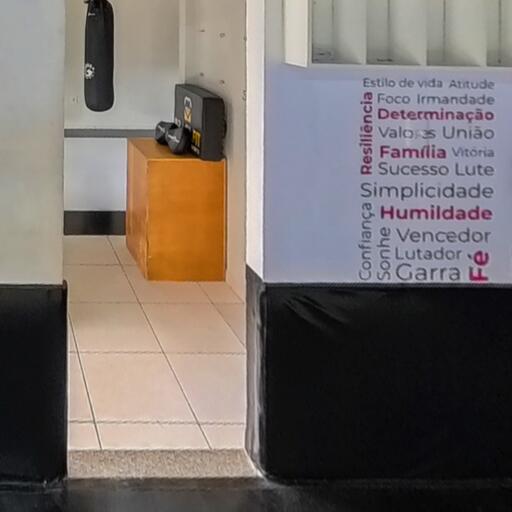 Estilo de vida Atitude
Resiliência
Foco Irmandade
Determinação
Valores União
Família Vitória
Sucesso Lute
Simplicidade
Confiança
Humildade
Sonhe
Vencedor
Lutador
Garra
Fé